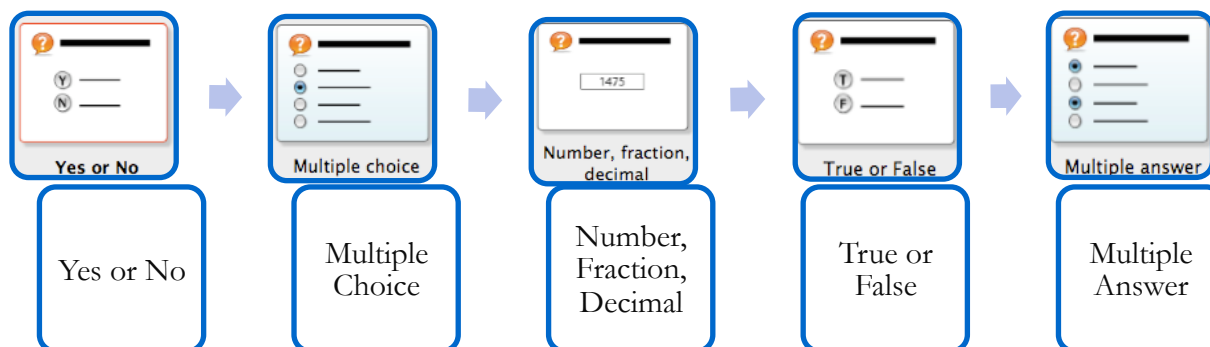 ?
Y
N
Yes or No
?
Multiple choice
?
1475
Number, fraction,
decimal
?
T
F
True or False
?
Multiple answer
Yes or No
Multiple
Choice
Number,
Fraction,
Decimal
True or
False
Multiple
Answer